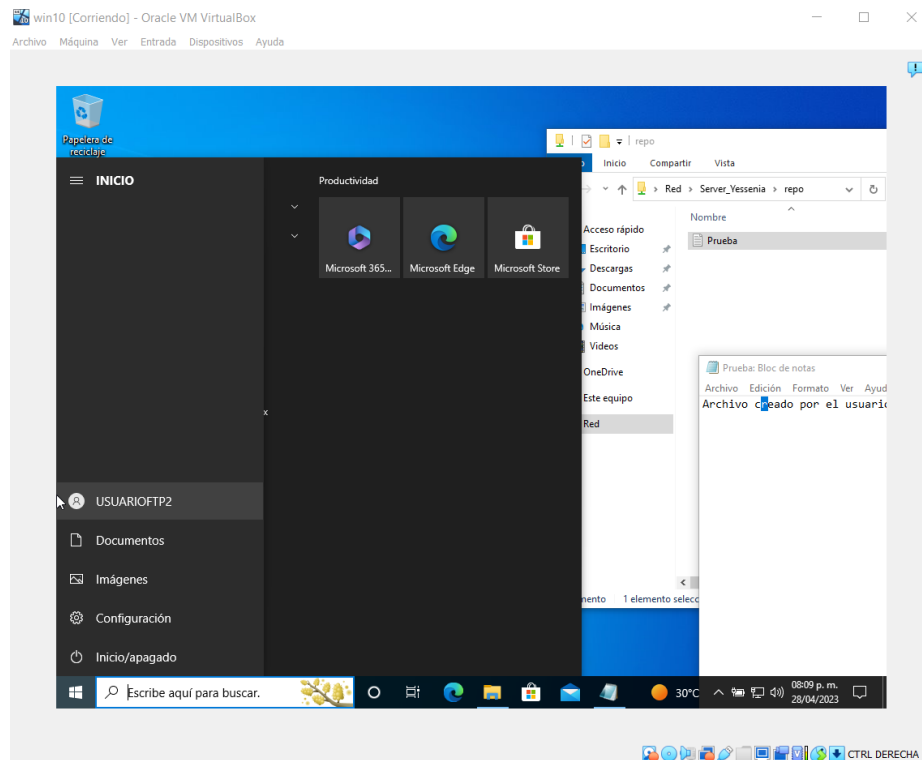 win10 [Corriendo] - Oracle VM VirtualBox
Archivo Máquina Ver Entrada Dispositivos Ayuda
Papelera de
reciclaje
repo
Inicio Compartir Vista
Red > Server_Yessenia > repo
Nombre
Prueba
Acceso rápido
Escritorio
Descargas
Documentos
Imágenes
Música
Videos
OneDrive
Este equipo
Red
1 elemento
INICIO
Productividad
Microsoft 365...
Microsoft Edge
Microsoft Store
USUARIOFTP2
Documentos
Imágenes
Configuración
Inicio/apagado
Prueba: Bloc de notas
Archivo Edición Formato Ver
Archivo creado por el usuario
Escribe aquí para buscar.
30°C
08:09 p. m.
28/04/2023
CTRL DERECHA